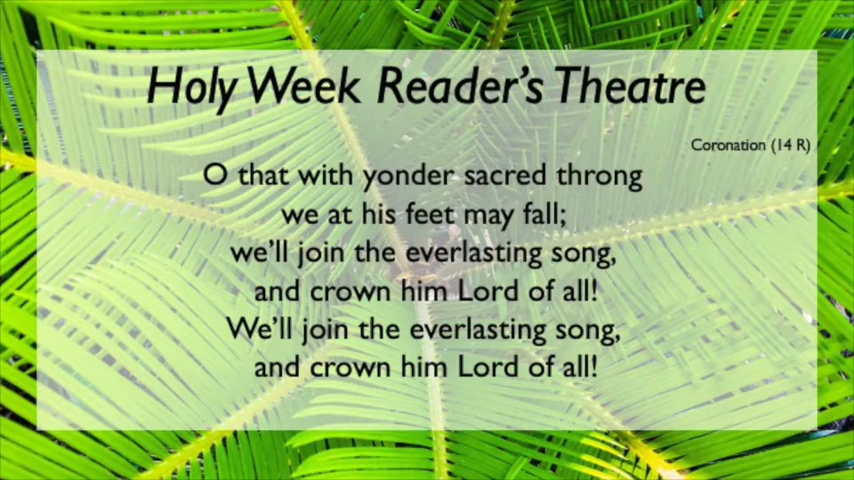 Holy Week Reader's Theatre
Coronation (14 R)
O that with yonder sacred throng
we at his feet may fall;
we'll join the everlasting song,
and crown him Lord of all!
We'll join the everlasting song,
and crown him Lord of all!